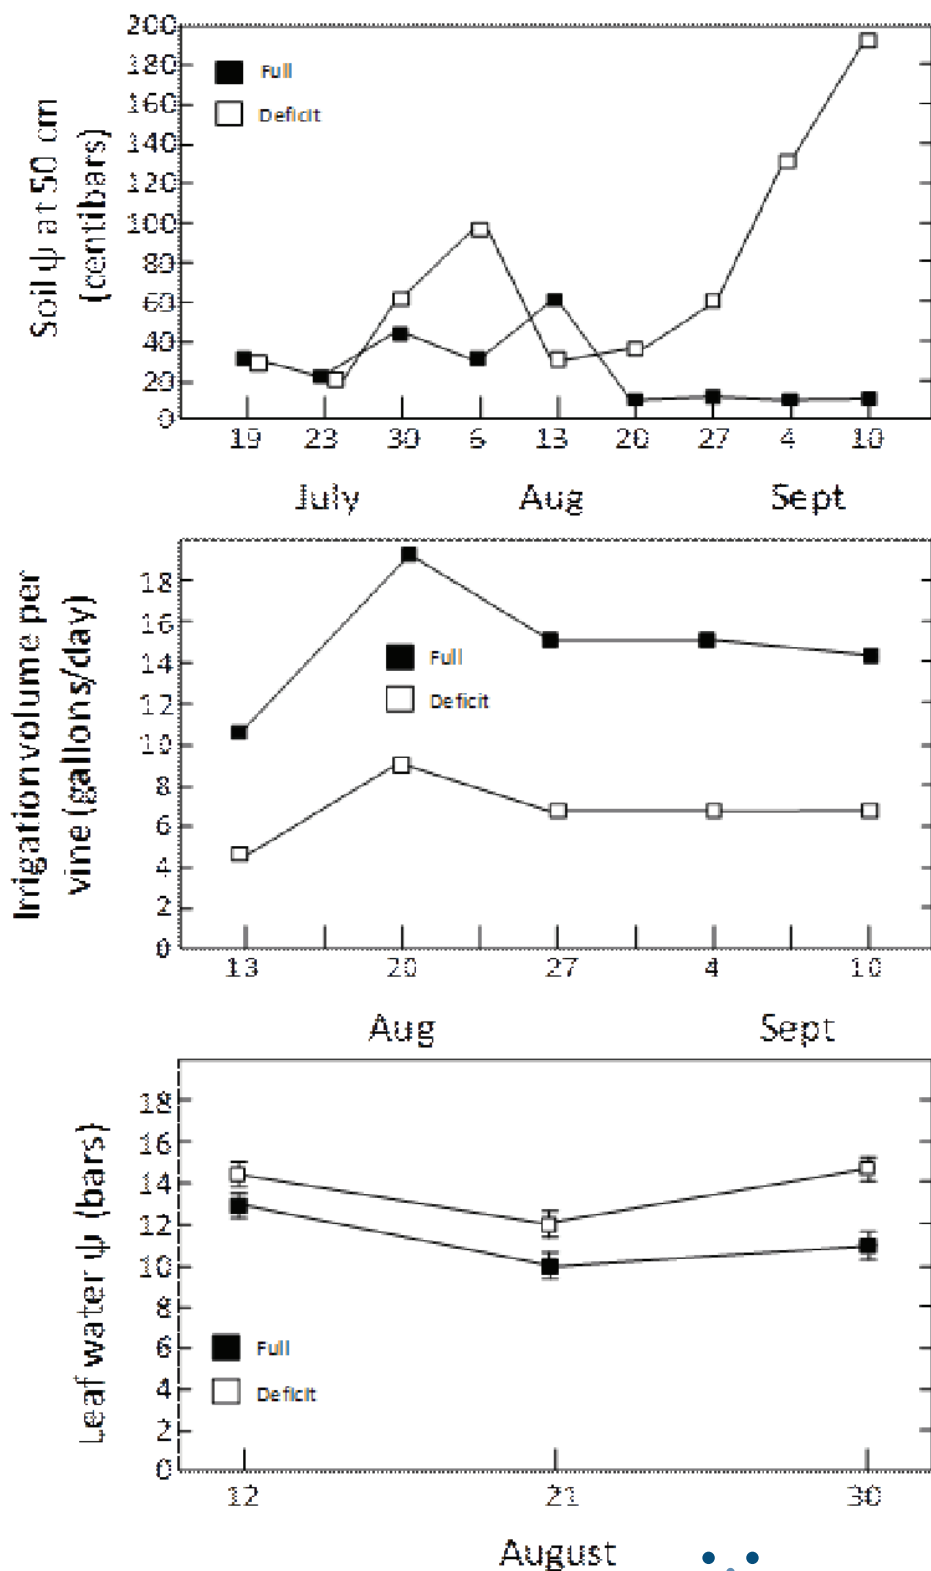 Soil ψ at 50 cm
(centibars)
200
180
160
140
120
100
80
60
40
20
0
Full
Deficit
19 23 30 6 13 20 27 4 10
July Aug Sept
Irrigation volume per
vine (gallons/day)
18
16
14
12
10
8
6
4
2
0
Full
Deficit
13 20 27 4 10
Aug Sept
Leaf water ψ (bars)
18
16
14
12
10
8
6
4
2
0
Full
Deficit
12 21 30
August